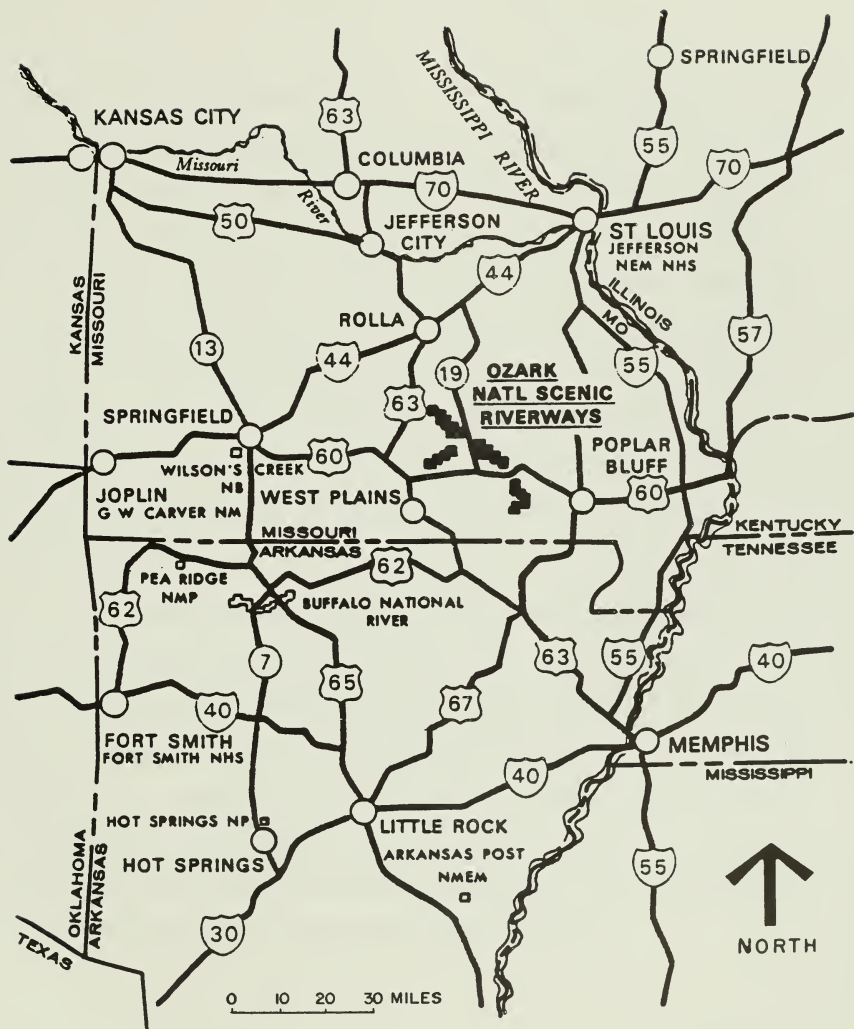 SPRINGFIELD
MISSISSIPPI RIVER
KANSAS CITY
63
55
Missouri
COLUMBIA
70
70
River
50
JEFFERSON
CITY
ST LOUIS
JEFFERSON
NEM NHS
44
ILLINOIS
MO
KANSAS
MISSOURI
ROLLA
57
13
44
19
55
OZARK
NATL SCENIC
RIVERWAYS
63
SPRINGFIELD
POPLAR
BLUFF
WILSON'S CREEK
NB
60
60
JOPLIN
G W CARVER NM
WEST PLAINS
MISSOURI
ARKANSAS
KENTUCKY
TENNESSEE
PEA RIDGE
NMP
62
62
BUFFALO NATIONAL
RIVER
7
65
67
63
55
40
40
FORT SMITH
FORT SMITH NHS
MEMPHIS
MISSISSIPPI
40
HOT SPRINGS NP
HOT SPRINGS
LITTLE ROCK
ARKANSAS POST
NMEM
55
OKLAHOMA
ARKANSAS
30
TEXAS
NORTH
0 10 20 30 MILES